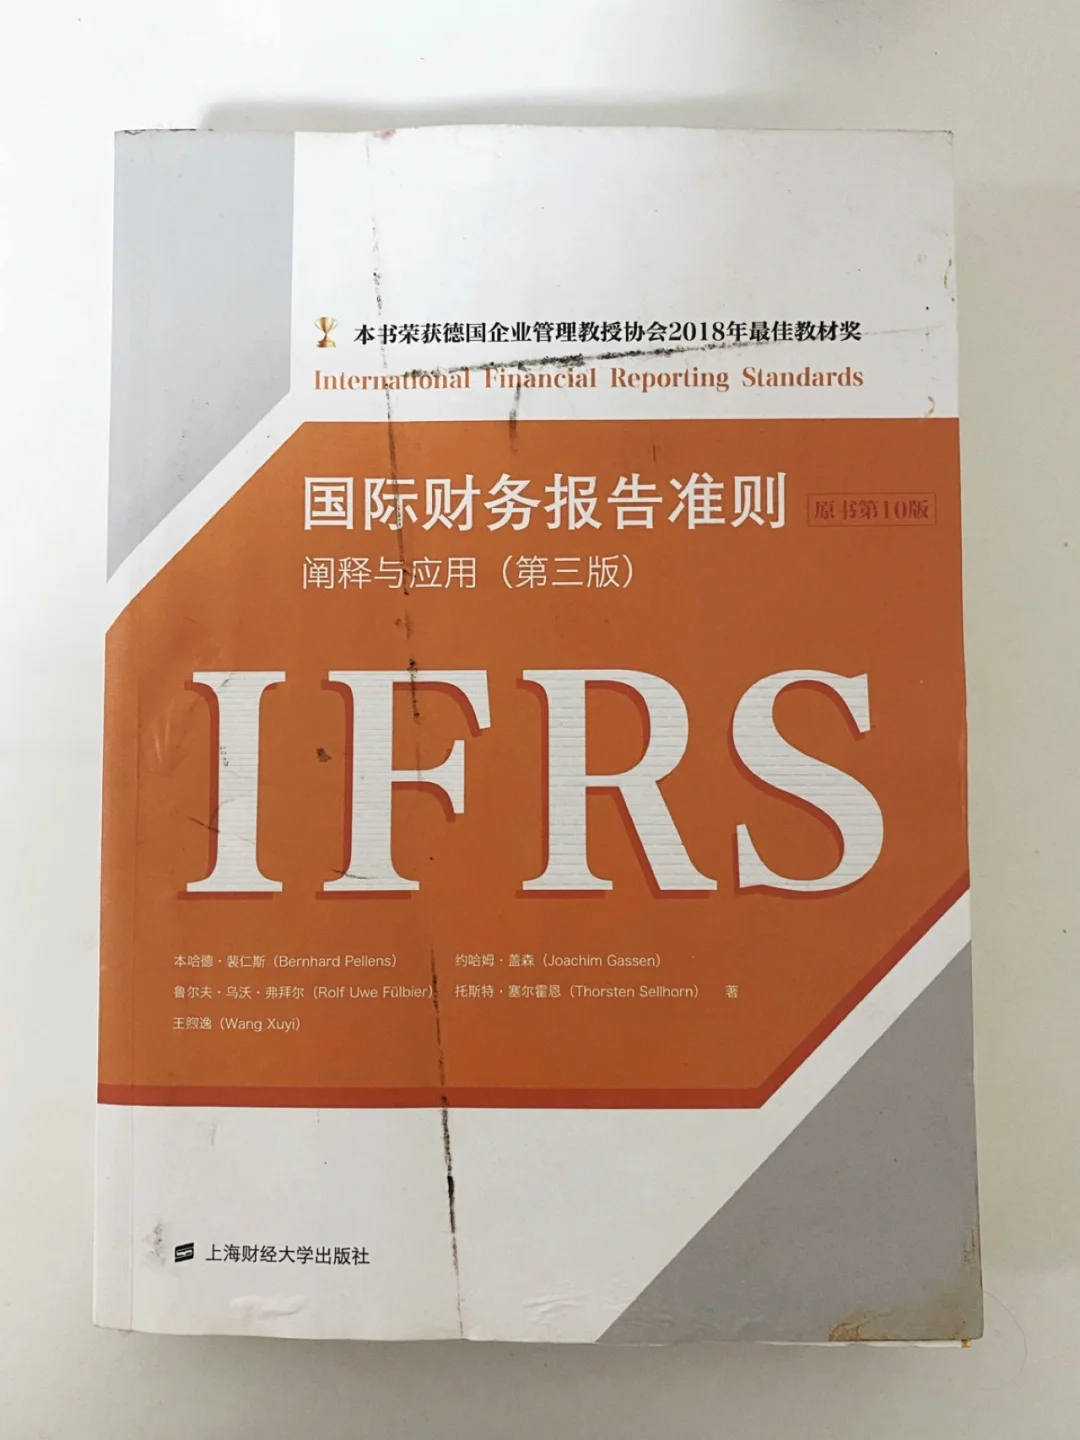 本书荣获德国企业管理教授协会2018年最佳教材奖
International Financial Reporting Standards
国际财务报告准则 原书第10版
阐释与应用（第三版）
IFRS
本哈德·裴仁斯（Bernhard Pellens） 约哈姆·盖森（Joachim Gassen）
鲁尔夫·乌沃·弗拜尔（Rolf Uwe Fülbier） 托斯特·塞尔霍恩（Thorsten Sellhorn） 著
王煦逸（Wang Xuyi）
上海财经大学出版社